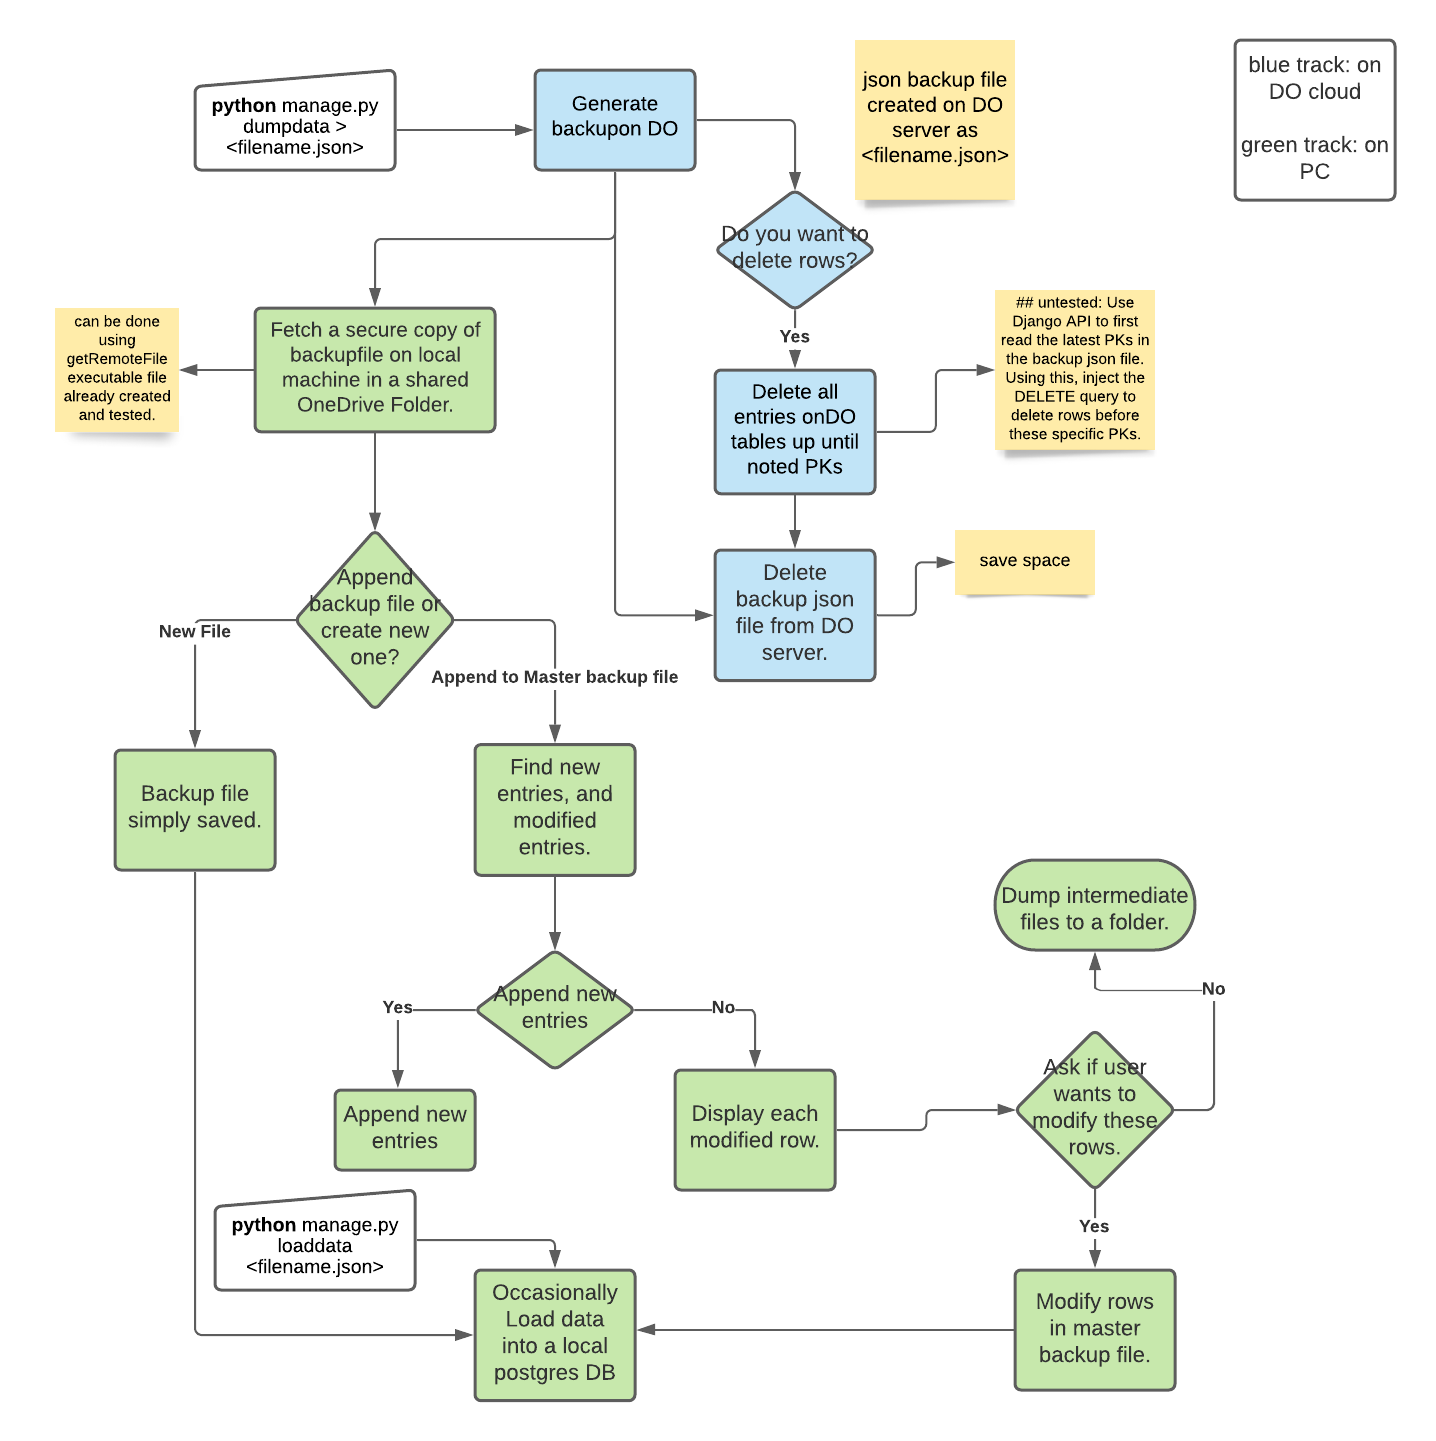 python manage.py
dumpdata >
<filename.json>
Generate
backupon DO
json backup file
created on DO
server as
<filename.json>
blue track: on
DO cloud
green track: on
PC
Do you want to
delete rows?
Yes
can be done
using
getRemoteFile
executable file
already created
and tested.
Fetch a secure copy of
backupfile on local
machine in a shared
OneDrive Folder.
Delete all
entries onDO
tables up until
noted PKs
## untested: Use
Django API to first
read the latest PKs in
the backup json file.
Using this, inject the
DELETE query to
delete rows before
these specific PKs.
Delete
backup json
file from DO
server.
save space
Append
backup file or
create new
one?
New File
Append to Master backup file
Backup file
simply saved.
Find new
entries, and
modified
entries.
Dump intermediate
files to a folder.
Append new
entries
Yes
No
No
Append new
entries
Display each
modified row.
Ask if user
wants to
modify these
rows.
Yes
python manage.py
loaddata
<filename.json>
Occasionally
Load data
into a local
postgres DB
Modify rows
in master
backup file.